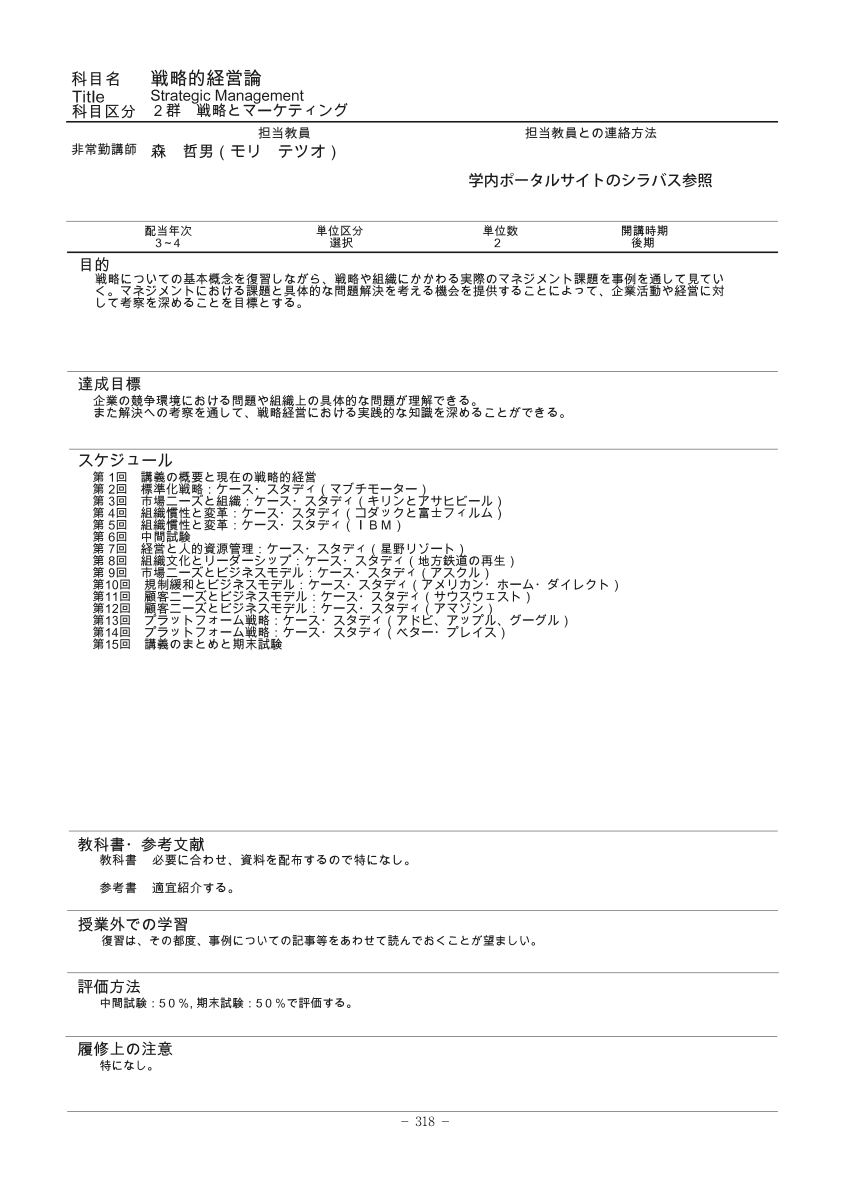 科目名 戦略的経営論
Title Strategic Management
科目区分 2群 戦略とマーケティング
担当教員 担当教員との連絡方法
非常勤講師 森 哲男(モリ テツオ)
学内ポータルサイトのシラバス参照
配当年次 単位区分 単位数 開講時期
3~4 選択 2 後期
目的
戦略についての基本概念を復習しながら、戦略や組織にかかわる実際のマネジメント課題を事例を通して見てい
く。マネジメントにおける課題と具体的な問題解決を考える機会を提供することによって、企業活動や経営に対
して考察を深めることを目標とする。
達成目標
企業の競争環境における問題や組織上の具体的な問題が理解できる。
また解決への考察を通して、戦略経営における実践的な知識を深めることができる。
スケジュール
第 1回 講義の概要と現在の戦略的経営
第 2回 標準化戦略:ケース・スタディ(マブチモーター)
第 3回 市場ニーズと組織:ケース・スタディ(キリンとアサヒビール)
第 4回 組織慣性と変革:ケース・スタディ(コダックと富士フィルム)
第 5回 組織慣性と変革:ケース・スタディ(IBM)
第 6回 中間試験
第 7回 経営と人的資源管理:ケース・スタディ(星野リゾート)
第 8回 組織文化とリーダーシップ:ケース・スタディ(地方鉄道の再生)
第 9回 市場ニーズとビジネスモデル:ケース・スタディ(アスクル)
第10回 規制緩和とビジネスモデル:ケース・スタディ(アメリカン・ホーム・ダイレクト)
第11回 顧客ニーズとビジネスモデル:ケース・スタディ(サウスウェスト)
第12回 顧客ニーズとビジネスモデル:ケース・スタディ(アマゾン)
第13回 プラットフォーム戦略:ケース・スタディ(アドビ、アップル、グーグル)
第14回 プラットフォーム戦略:ケース・スタディ(ベター・プレイス)
第15回 講義のまとめと期末試験
教科書・参考文献
教科書 必要に合わせ、資料を配布するので特になし。
参考書 適宜紹介する。
授業外での学習
復習は、その都度、事例についての記事等をあわせて読んでおくことが望ましい。
評価方法
中間試験:50%,期末試験:50%で評価する。
履修上の注意
特になし。
− 318 −